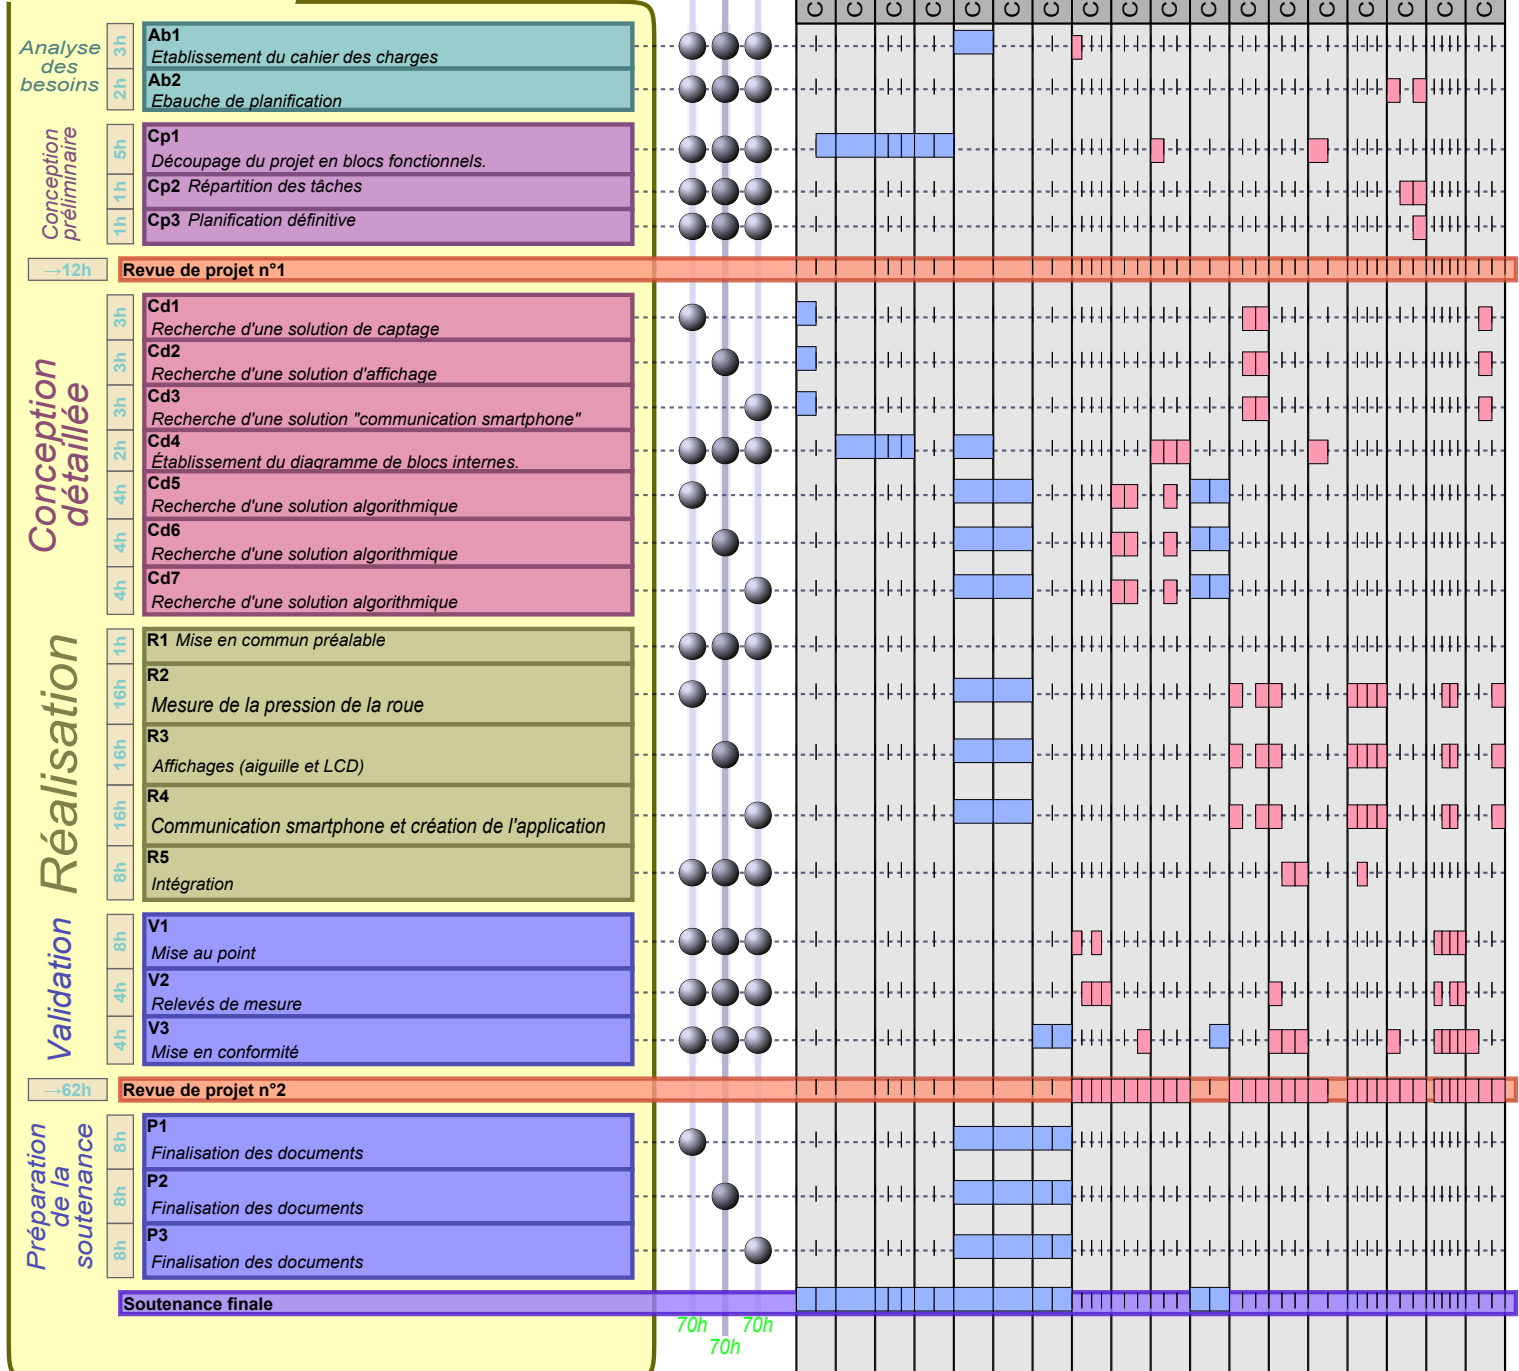 C C C C C C C C C C C C C C C C C C
Analyse
des
besoins
3h
Ab1
Etablissement du cahier des charges
2h
Ab2
Ebauche de planification
Conception
préliminaire
5h
Cp1
Découpage du projet en blocs fonctionnels.
1h
Cp2 Répartition des tâches
1h
Cp3 Planification définitive
→12h
Revue de projet n°1
Conception
détaillée
3h
Cd1
Recherche d'une solution de captage
3h
Cd2
Recherche d'une solution d'affichage
3h
Cd3
Recherche d'une solution "communication smartphone"
2h
Cd4
Établissement du diagramme de blocs internes.
4h
Cd5
Recherche d'une solution algorithmique
4h
Cd6
Recherche d'une solution algorithmique
4h
Cd7
Recherche d'une solution algorithmique
Réalisation
1h
R1 Mise en commun préalable
16h
R2
Mesure de la pression de la roue
16h
R3
Affichages (aiguille et LCD)
16h
R4
Communication smartphone et création de l'application
8h
R5
Intégration
Validation
8h
V1
Mise au point
4h
V2
Relevés de mesure
4h
V3
Mise en conformité
→62h
Revue de projet n°2
Préparation
de la
soutenance
8h
P1
Finalisation des documents
8h
P2
Finalisation des documents
8h
P3
Finalisation des documents
Soutenance finale
70h 70h
70h